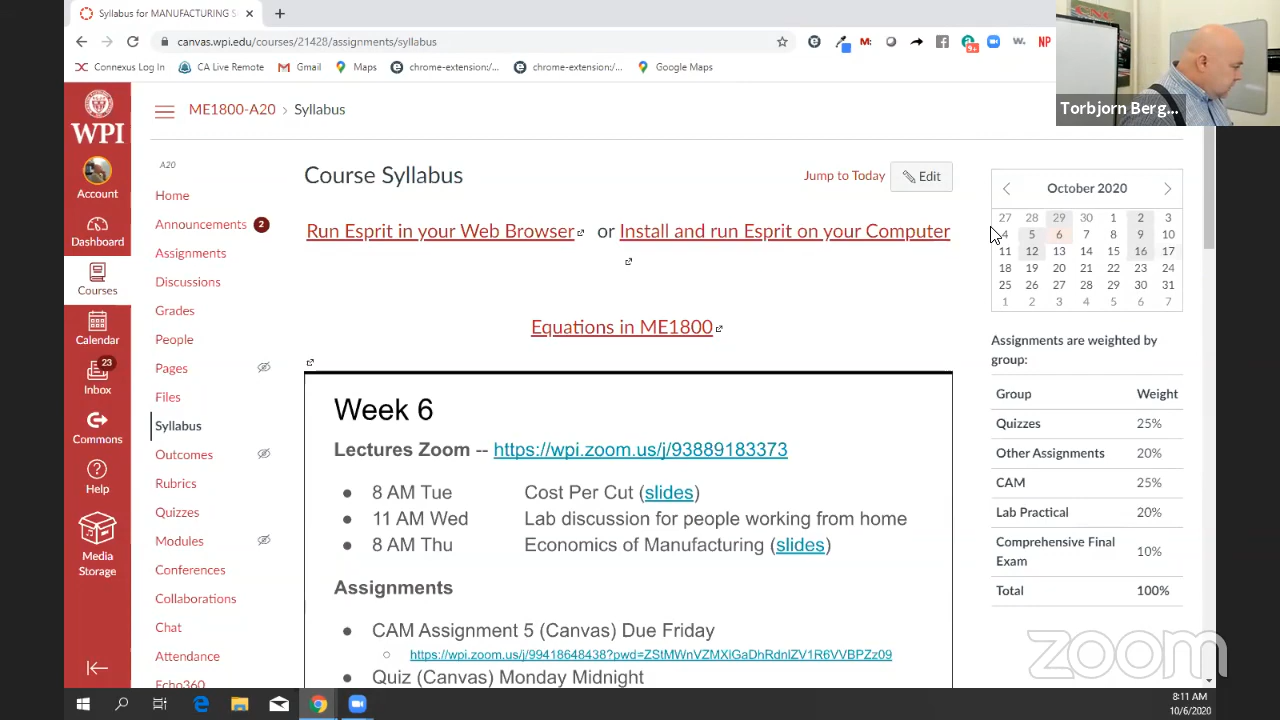 Syllabus for MANUFACTURING S
canvas.wpi.edu/courses/21428/assignments/syllabus
M:
9+
W.
NP
Connexus Log In
CA Live Remote
Gmail
Maps
chrome-extension:/...
chrome-extension:/...
Google Maps
Torbjorn Berg...
WPI
Account
Dashboard
Courses
Calendar
23
Inbox
Commons
Help
Media
Storage
ME1800-A20 › Syllabus
A20
Home
Announcements 2
Assignments
Discussions
Grades
People
Pages
Files
Syllabus
Outcomes
Rubrics
Quizzes
Modules
Conferences
Collaborations
Chat
Attendance
Echo360
Course Syllabus
Jump to Today
Edit
Run Esprit in your Web Browser or Install and run Esprit on your Computer
Equations in ME1800
Week 6
Lectures Zoom -- https://wpi.zoom.us/j/93889183373
● 8 AM Tue Cost Per Cut (slides)
● 11 AM Wed Lab discussion for people working from home
● 8 AM Thu Economics of Manufacturing (slides)
Assignments
● CAM Assignment 5 (Canvas) Due Friday
○ https://wpi.zoom.us/j/99418648438?pwd=ZStMWnVZMXlGaDhRdnlZV1R6VVBPZz09
● Quiz (Canvas) Monday Midnight
October 2020
27 28 29 30 1 2 3
4 5 6 7 8 9 10
11 12 13 14 15 16 17
18 19 20 21 22 23 24
25 26 27 28 29 30 31
1 2 3 4 5 6 7
Assignments are weighted by
group:
Group Weight
Quizzes 25%
Other Assignments 20%
CAM 25%
Lab Practical 20%
Comprehensive Final
Exam 10%
Total 100%
zoom
8:11 AM
10/6/2020